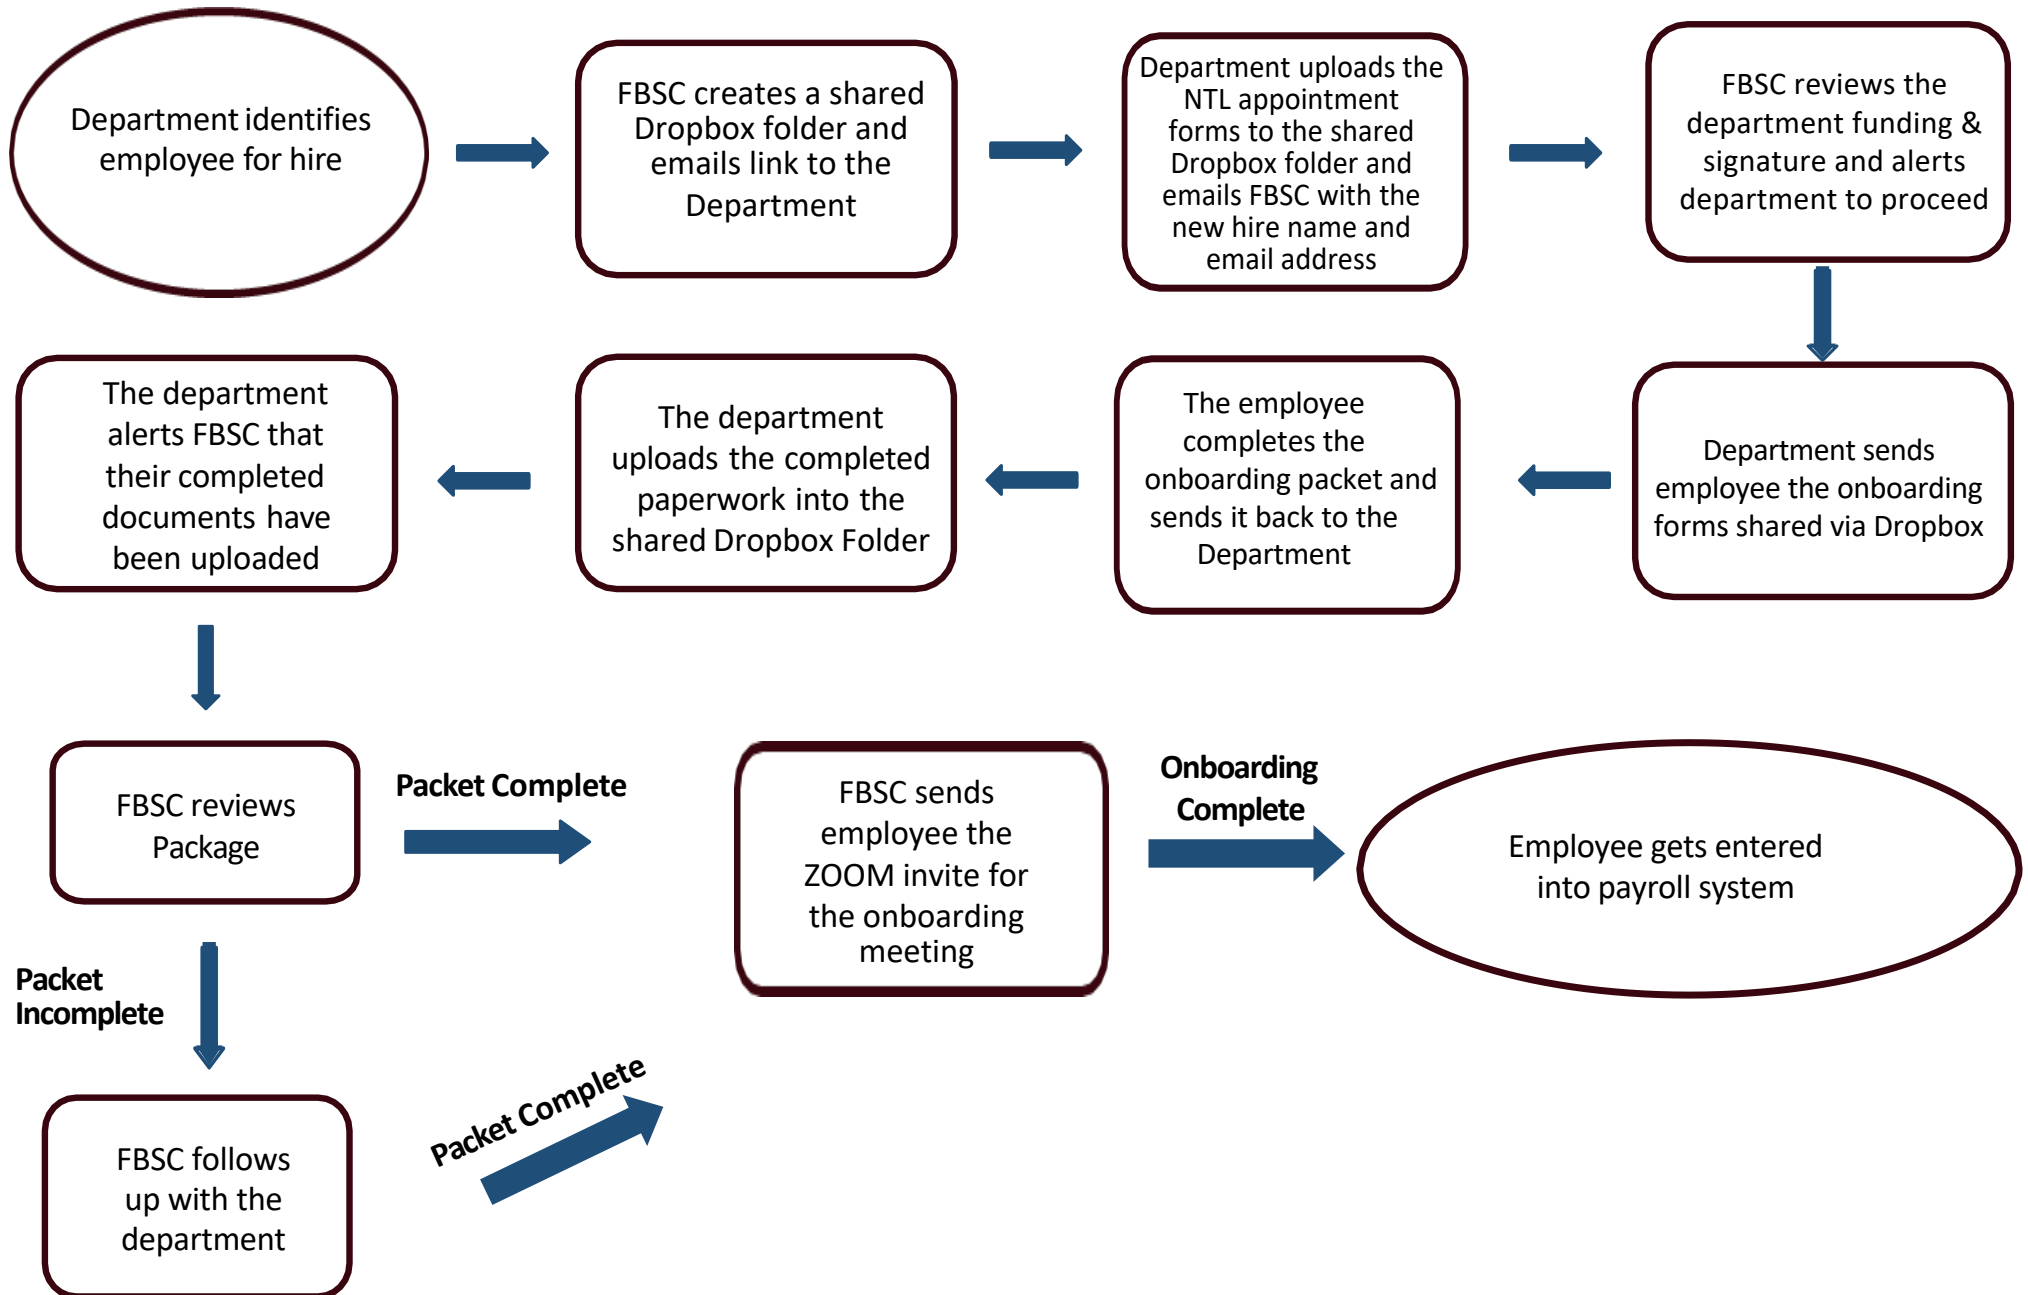 Department identifies
employee for hire
FBSC creates a shared
Dropbox folder and
emails link to the
Department
Department uploads the
NTL appointment
forms to the shared
Dropbox folder and
emails FBSC with the
new hire name and
email address
FBSC reviews the
department funding &
signature and alerts
department to proceed
The department
alerts FBSC that
their completed
documents have
been uploaded
The department
uploads the completed
paperwork into the
shared Dropbox Folder
The employee
completes the
onboarding packet and
sends it back to the
Department
Department sends
employee the onboarding
forms shared via Dropbox
FBSC reviews
Package
Packet Complete
FBSC sends
employee the
ZOOM invite for
the onboarding
meeting
Onboarding
Complete
Employee gets entered
into payroll system
Packet
Incomplete
Packet Complete
FBSC follows
up with the
department